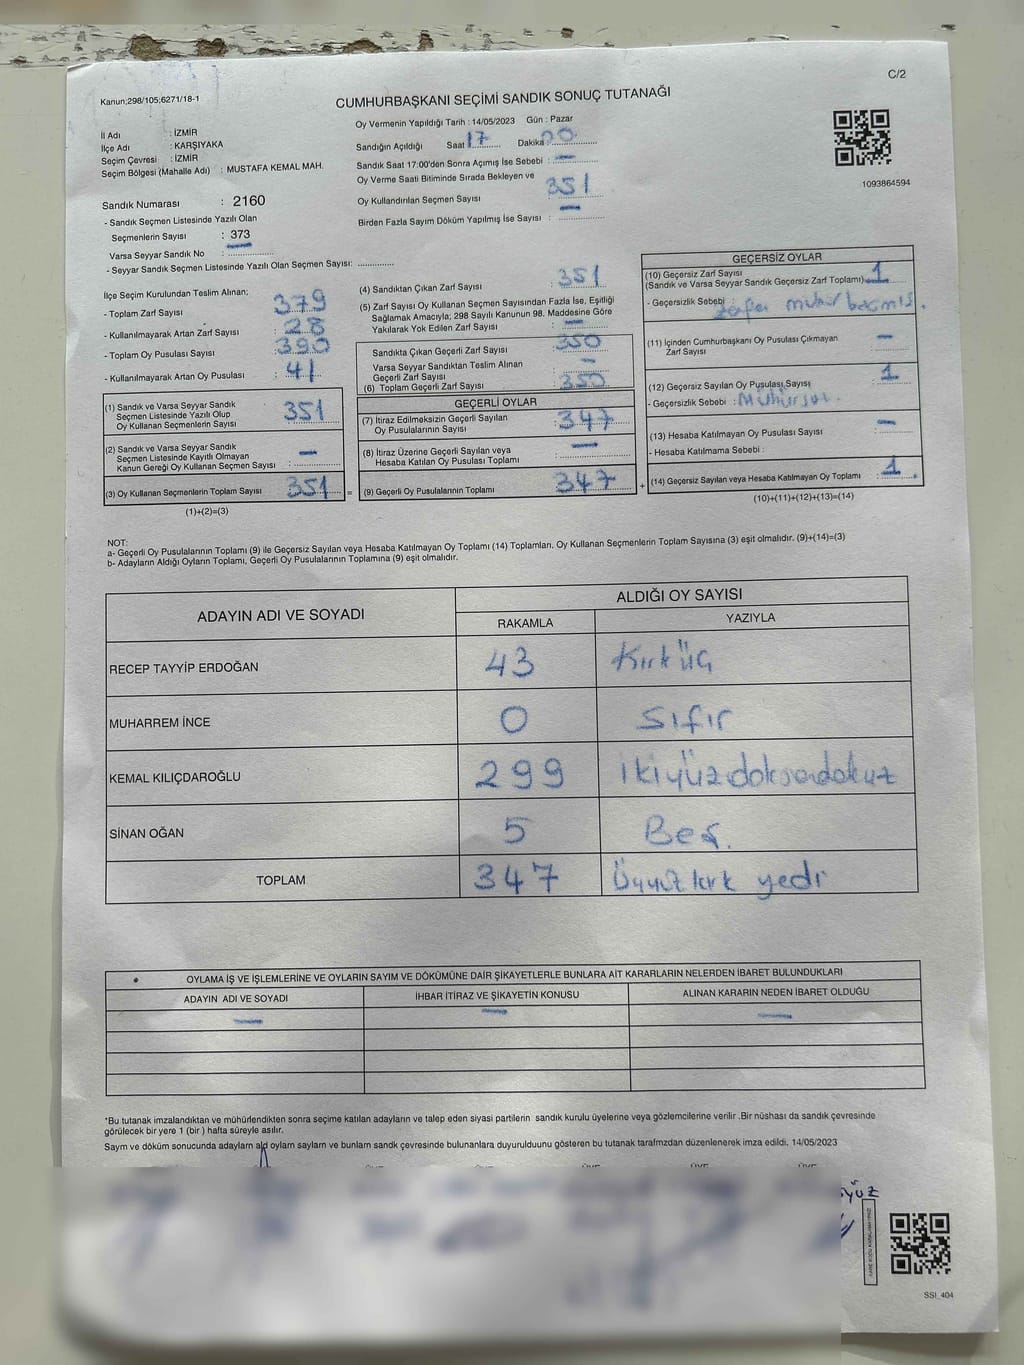 C/2
Kanun;298/105;6271/18-1
CUMHURBAŞKANI SEÇİMİ SANDIK SONUÇ TUTANAĞI
İl Adı : İZMİR
İlçe Adı : KARŞIYAKA
Seçim Çevresi : İZMİR
Seçim Bölgesi (Mahalle Adı) : MUSTAFA KEMAL MAH.
Oy Vermenin Yapıldığı Tarih : 14/05/2023 Gün : Pazar
Sandığın Açıldığı Saat 17 Dakika 00
Sandık Saat 17:00'den Sonra Açımış İse Sebebi : —
Oy Verme Saati Bitiminde Sırada Bekleyen ve
Oy Kullandırılan Seçmen Sayısı : 351
Birden Fazla Sayım Döküm Yapılmış İse Sayısı : —
1093864594
Sandık Numarası : 2160
- Sandık Seçmen Listesinde Yazılı Olan
Seçmenlerin Sayısı : 373
Varsa Seyyar Sandık No : —
- Seyyar Sandık Seçmen Listesinde Yazılı Olan Seçmen Sayısı: ..............
İlçe Seçim Kurulundan Teslim Alınan;
- Toplam Zarf Sayısı : 379
- Kullanılmayarak Artan Zarf Sayısı : 28
- Toplam Oy Pusulası Sayısı : 390
- Kullanılmayarak Artan Oy Pusulası : 41
(1) Sandık ve Varsa Seyyar Sandık
Seçmen Listesinde Yazılı Olup
Oy Kullanan Seçmenlerin Sayısı : 351
(2) Sandık ve Varsa Seyyar Sandık
Seçmen Listesinde Kayıtlı Olmayan
Kanun Gereği Oy Kullanan Seçmen Sayısı : —
(3) Oy Kullanan Seçmenlerin Toplam Sayısı : 351 =
(1)+(2)=(3)
(4) Sandıktan Çıkan Zarf Sayısı : 351
(5) Zarf Sayısı Oy Kullanan Seçmen Sayısından Fazla İse, Eşitliği
Sağlamak Amacıyla; 298 Sayılı Kanunun 98. Maddesine Göre
Yakılarak Yok Edilen Zarf Sayısı : —
Sandıkta Çıkan Geçerli Zarf Sayısı : 350
Varsa Seyyar Sandıktan Teslim Alınan
Geçerli Zarf Sayısı : —
(6) Toplam Geçerli Zarf Sayısı : 350
GEÇERLİ OYLAR
(7) İtiraz Edilmeksizin Geçerli Sayılan
Oy Pusulalarının Sayısı : 347
(8) İtiraz Üzerine Geçerli Sayılan veya
Hesaba Katılan Oy Pusulası Toplamı : —
(9) Geçerli Oy Pusulalarının Toplamı : 347 +
GEÇERSİZ OYLAR
(10) Geçersiz Zarf Sayısı
(Sandık ve Varsa Seyyar Sandık Geçersiz Zarf Toplamı) : 1
- Geçersizlik Sebebi : zarfa mühür basmış.
(11) İçinden Cumhurbaşkanı Oy Pusulası Çıkmayan
Zarf Sayısı : —
(12) Geçersiz Sayılan Oy Pusulası Sayısı : 1
- Geçersizlik Sebebi : Mühürsüz.
(13) Hesaba Katılmayan Oy Pusulası Sayısı : —
- Hesaba Katılmama Sebebi :
(14) Geçersiz Sayılan veya Hesaba Katılmayan Oy Toplamı : 1
(10)+(11)+(12)+(13)=(14)
NOT:
a- Geçerli Oy Pusulalarının Toplamı (9) ile Geçersiz Sayılan veya Hesaba Katılmayan Oy Toplamı (14) Toplamları, Oy Kullanan Seçmenlerin Toplam Sayısına (3) eşit olmalıdır. (9)+(14)=(3)
b- Adayların Aldığı Oyların Toplamı, Geçerli Oy Pusulalarının Toplamına (9) eşit olmalıdır.
ADAYIN ADI VE SOYADI
ALDIĞI OY SAYISI
RAKAMLA YAZIYLA
RECEP TAYYİP ERDOĞAN 43 Kırküç
MUHARREM İNCE 0 Sıfır
KEMAL KILIÇDAROĞLU 299 ikiyüzdoksandokuz
SİNAN OĞAN 5 Beş.
TOPLAM 347 Üçyüz kırk yedi
OYLAMA İŞ VE İŞLEMLERİNE VE OYLARIN SAYIM VE DÖKÜMÜNE DAİR ŞİKAYETLERLE BUNLARA AİT KARARLARIN NELERDEN İBARET BULUNDUKLARI
ADAYIN ADI VE SOYADI İHBAR İTİRAZ VE ŞİKAYETİN KONUSU ALINAN KARARIN NEDEN İBARET OLDUĞU
— — —
*Bu tutanak imzalandıktan ve mühürlendikten sonra seçime katılan adayların ve talep eden siyasi partilerin sandık kurulu üyelerine veya gözlemcilerine verilir .Bir nüshası da sandık çevresinde
görülecek bir yere 1 (bir ) hafta süreyle asılır.
Sayım ve döküm sonucunda adayların ald oyların sayların ve bunların sandk çevresinde bulunanlara duyurulduunu gösteren bu tutanak tarafmzdan düzenlenerek imza edildi. 14/05/2023
SSI_404